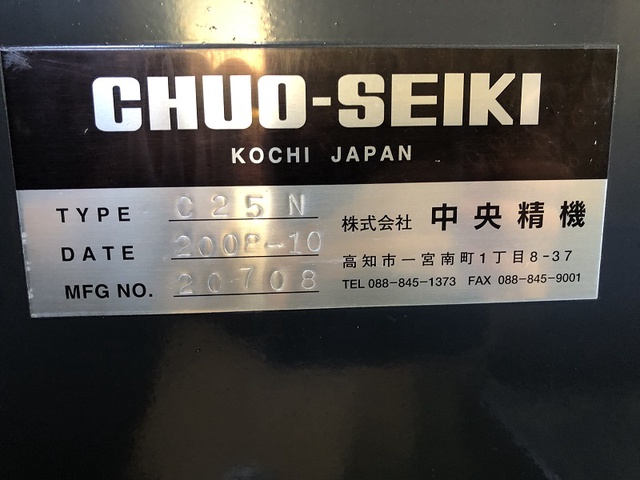 CHUO-SEIKI
KOCHI JAPAN
TYPE C25N
DATE 2008-10
MFG NO. 20708
株式会社 中央精機
高知市一宮南町1丁目8-37
TEL 088-845-1373 FAX 088-845-9001